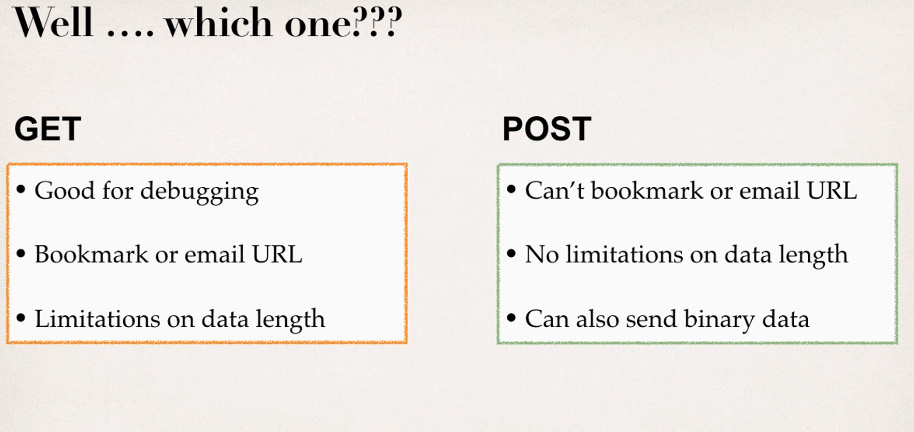 Well …. which one???
GET
• Good for debugging
• Bookmark or email URL
• Limitations on data length
POST
• Can’t bookmark or email URL
• No limitations on data length
• Can also send binary data